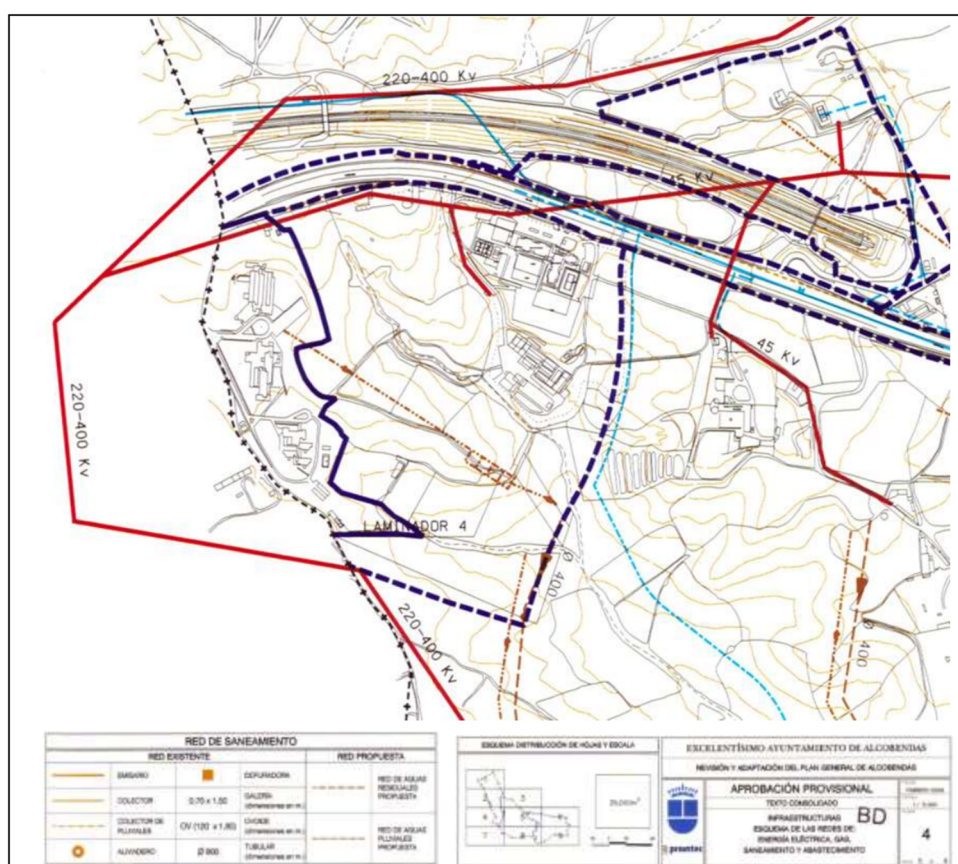 220-400 Kv
45 Kv
45 Kv
220-400 Kv
LAMINADOR 4
Ø 400
220-400 Kv
Ø 400
RED DE SANEAMIENTO
RED EXISTENTE
RED PROPUESTA
EMISARIO
DEPURADORA
COLECTOR
0,70 x 1,50
GALERÍA
(dimensiones en m.)
RED DE AGUAS
RESIDUALES
PROPUESTA
COLECTOR DE
PLUVIALES
OV (120 x 1,80)
OVOIDE
(dimensiones en m.)
ALIVIADERO
Ø 800
TUBULAR
(dimensiones en m.)
RED DE AGUAS
PLUVIALES
PROPUESTA
ESQUEMA DISTRIBUCIÓN DE HOJAS Y ESCALA
EXCELENTÍSIMO AYUNTAMIENTO DE ALCOBENDAS
REVISIÓN Y ADAPTACIÓN DEL PLAN GENERAL DE ALCOBENDAS
APROBACIÓN PROVISIONAL
TEXTO CONSOLIDADO
BD
INFRAESTRUCTURAS
ESQUEMA DE LAS REDES DE:
ENERGÍA ELÉCTRICA, GAS,
SANEAMIENTO Y ABASTECIMIENTO
4
prointec